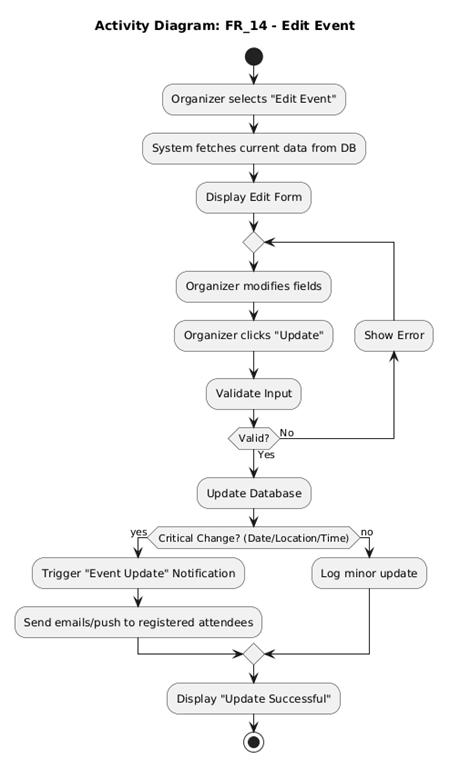 Activity Diagram: FR_14 - Edit Event
Organizer selects "Edit Event"
System fetches current data from DB
Display Edit Form
Organizer modifies fields
Organizer clicks "Update"
Show Error
Validate Input
Valid?
No
Yes
Update Database
yes
Critical Change? (Date/Location/Time)
no
Trigger "Event Update" Notification
Log minor update
Send emails/push to registered attendees
Display "Update Successful"